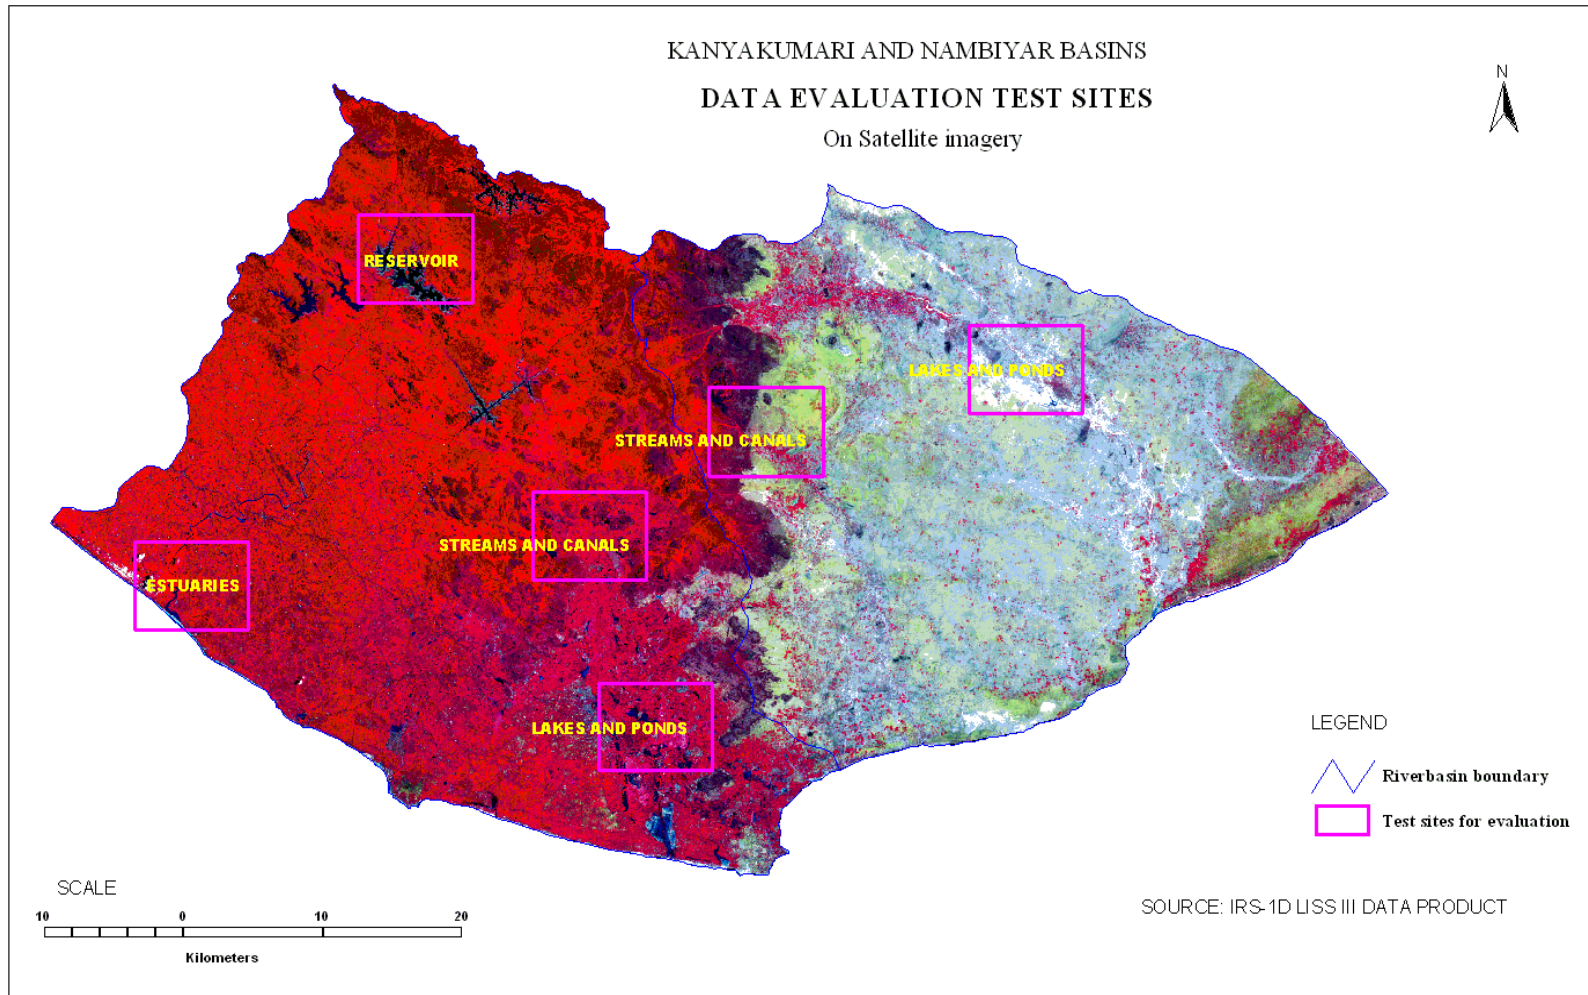 KANYAKUMARI AND NAMBIYAR BASINS
DATA EVALUATION TEST SITES
On Satellite imagery
N
RESERVOIR
LAKES AND PONDS
STREAMS AND CANALS
STREAMS AND CANALS
ESTUARIES
LAKES AND PONDS
LEGEND
Riverbasin boundary
Test sites for evaluation
SCALE
10 0 10 20
Kilometers
SOURCE: IRS-1D LISS III DATA PRODUCT